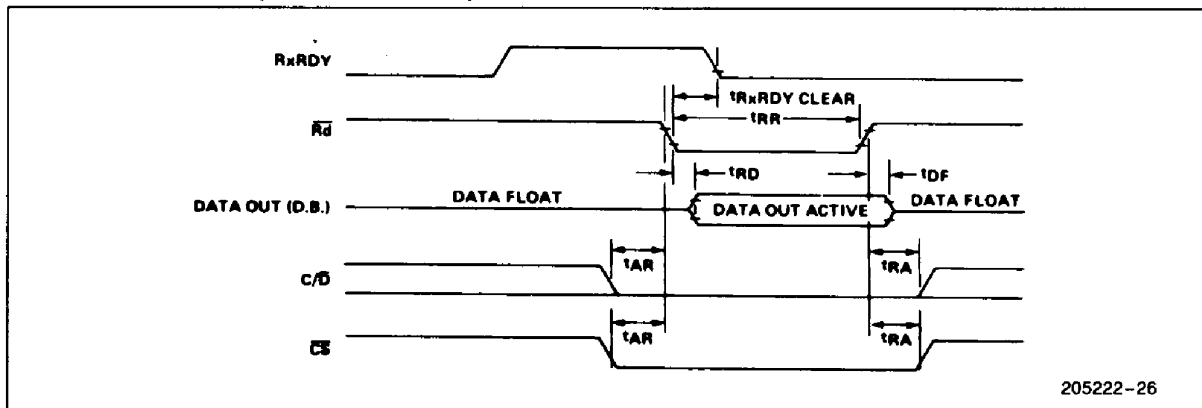 RxRDY
tRxRDY CLEAR
tRR
Rd
tRD
tDF
DATA OUT (D.B.)
DATA FLOAT
DATA OUT ACTIVE
DATA FLOAT
tAR
tRA
C/D̅
tAR
tRA
C̅S̅
205222-26